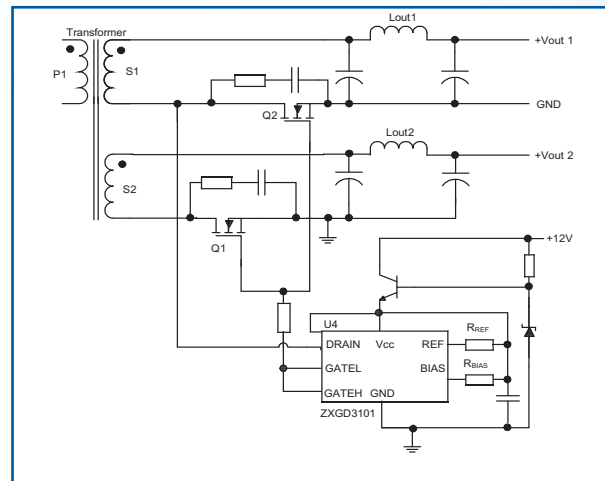 Transformer
Lout1
+Vout 1
P1
S1
GND
Q2
Lout2
+Vout 2
S2
Q1
+12V
U4
DRAIN
Vcc
REF
RREF
GATEL
BIAS
RBIAS
GATEH
GND
ZXGD3101